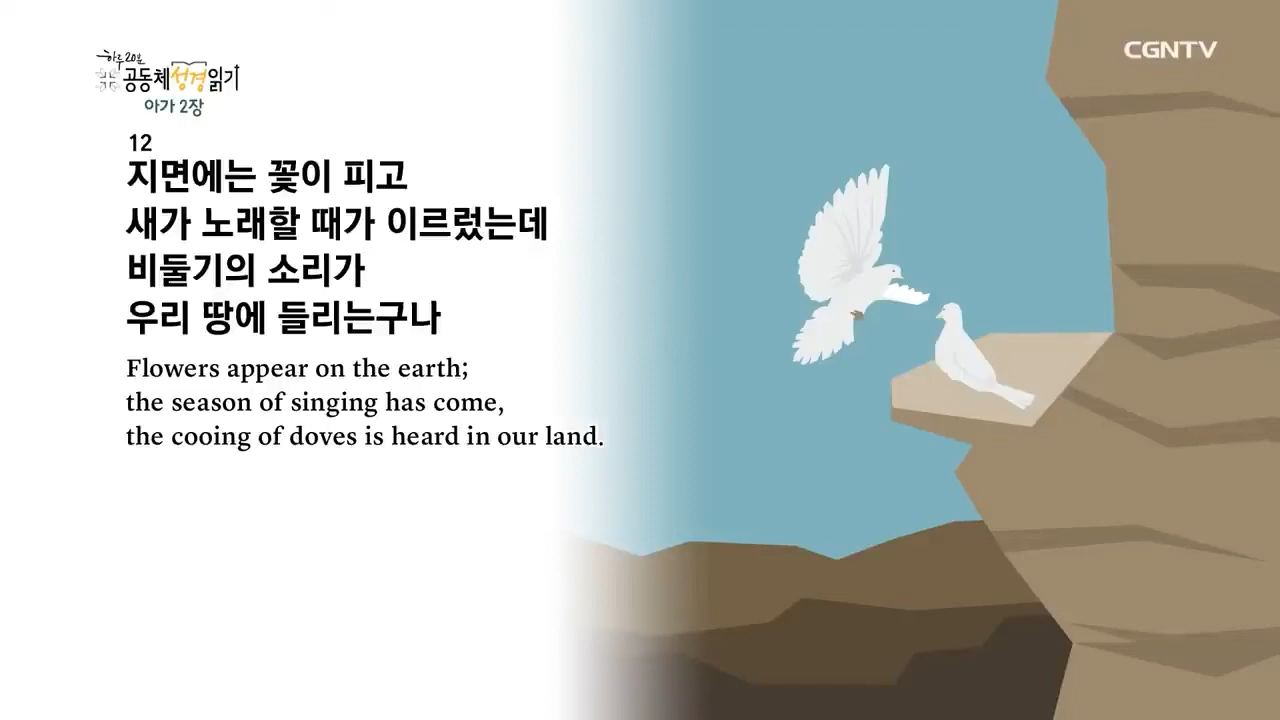 하루20분
공동체성경읽기
아가 2장
CGNTV
12
지면에는 꽃이 피고
새가 노래할 때가 이르렀는데
비둘기의 소리가
우리 땅에 들리는구나
Flowers appear on the earth;
the season of singing has come,
the cooing of doves is heard in our land.